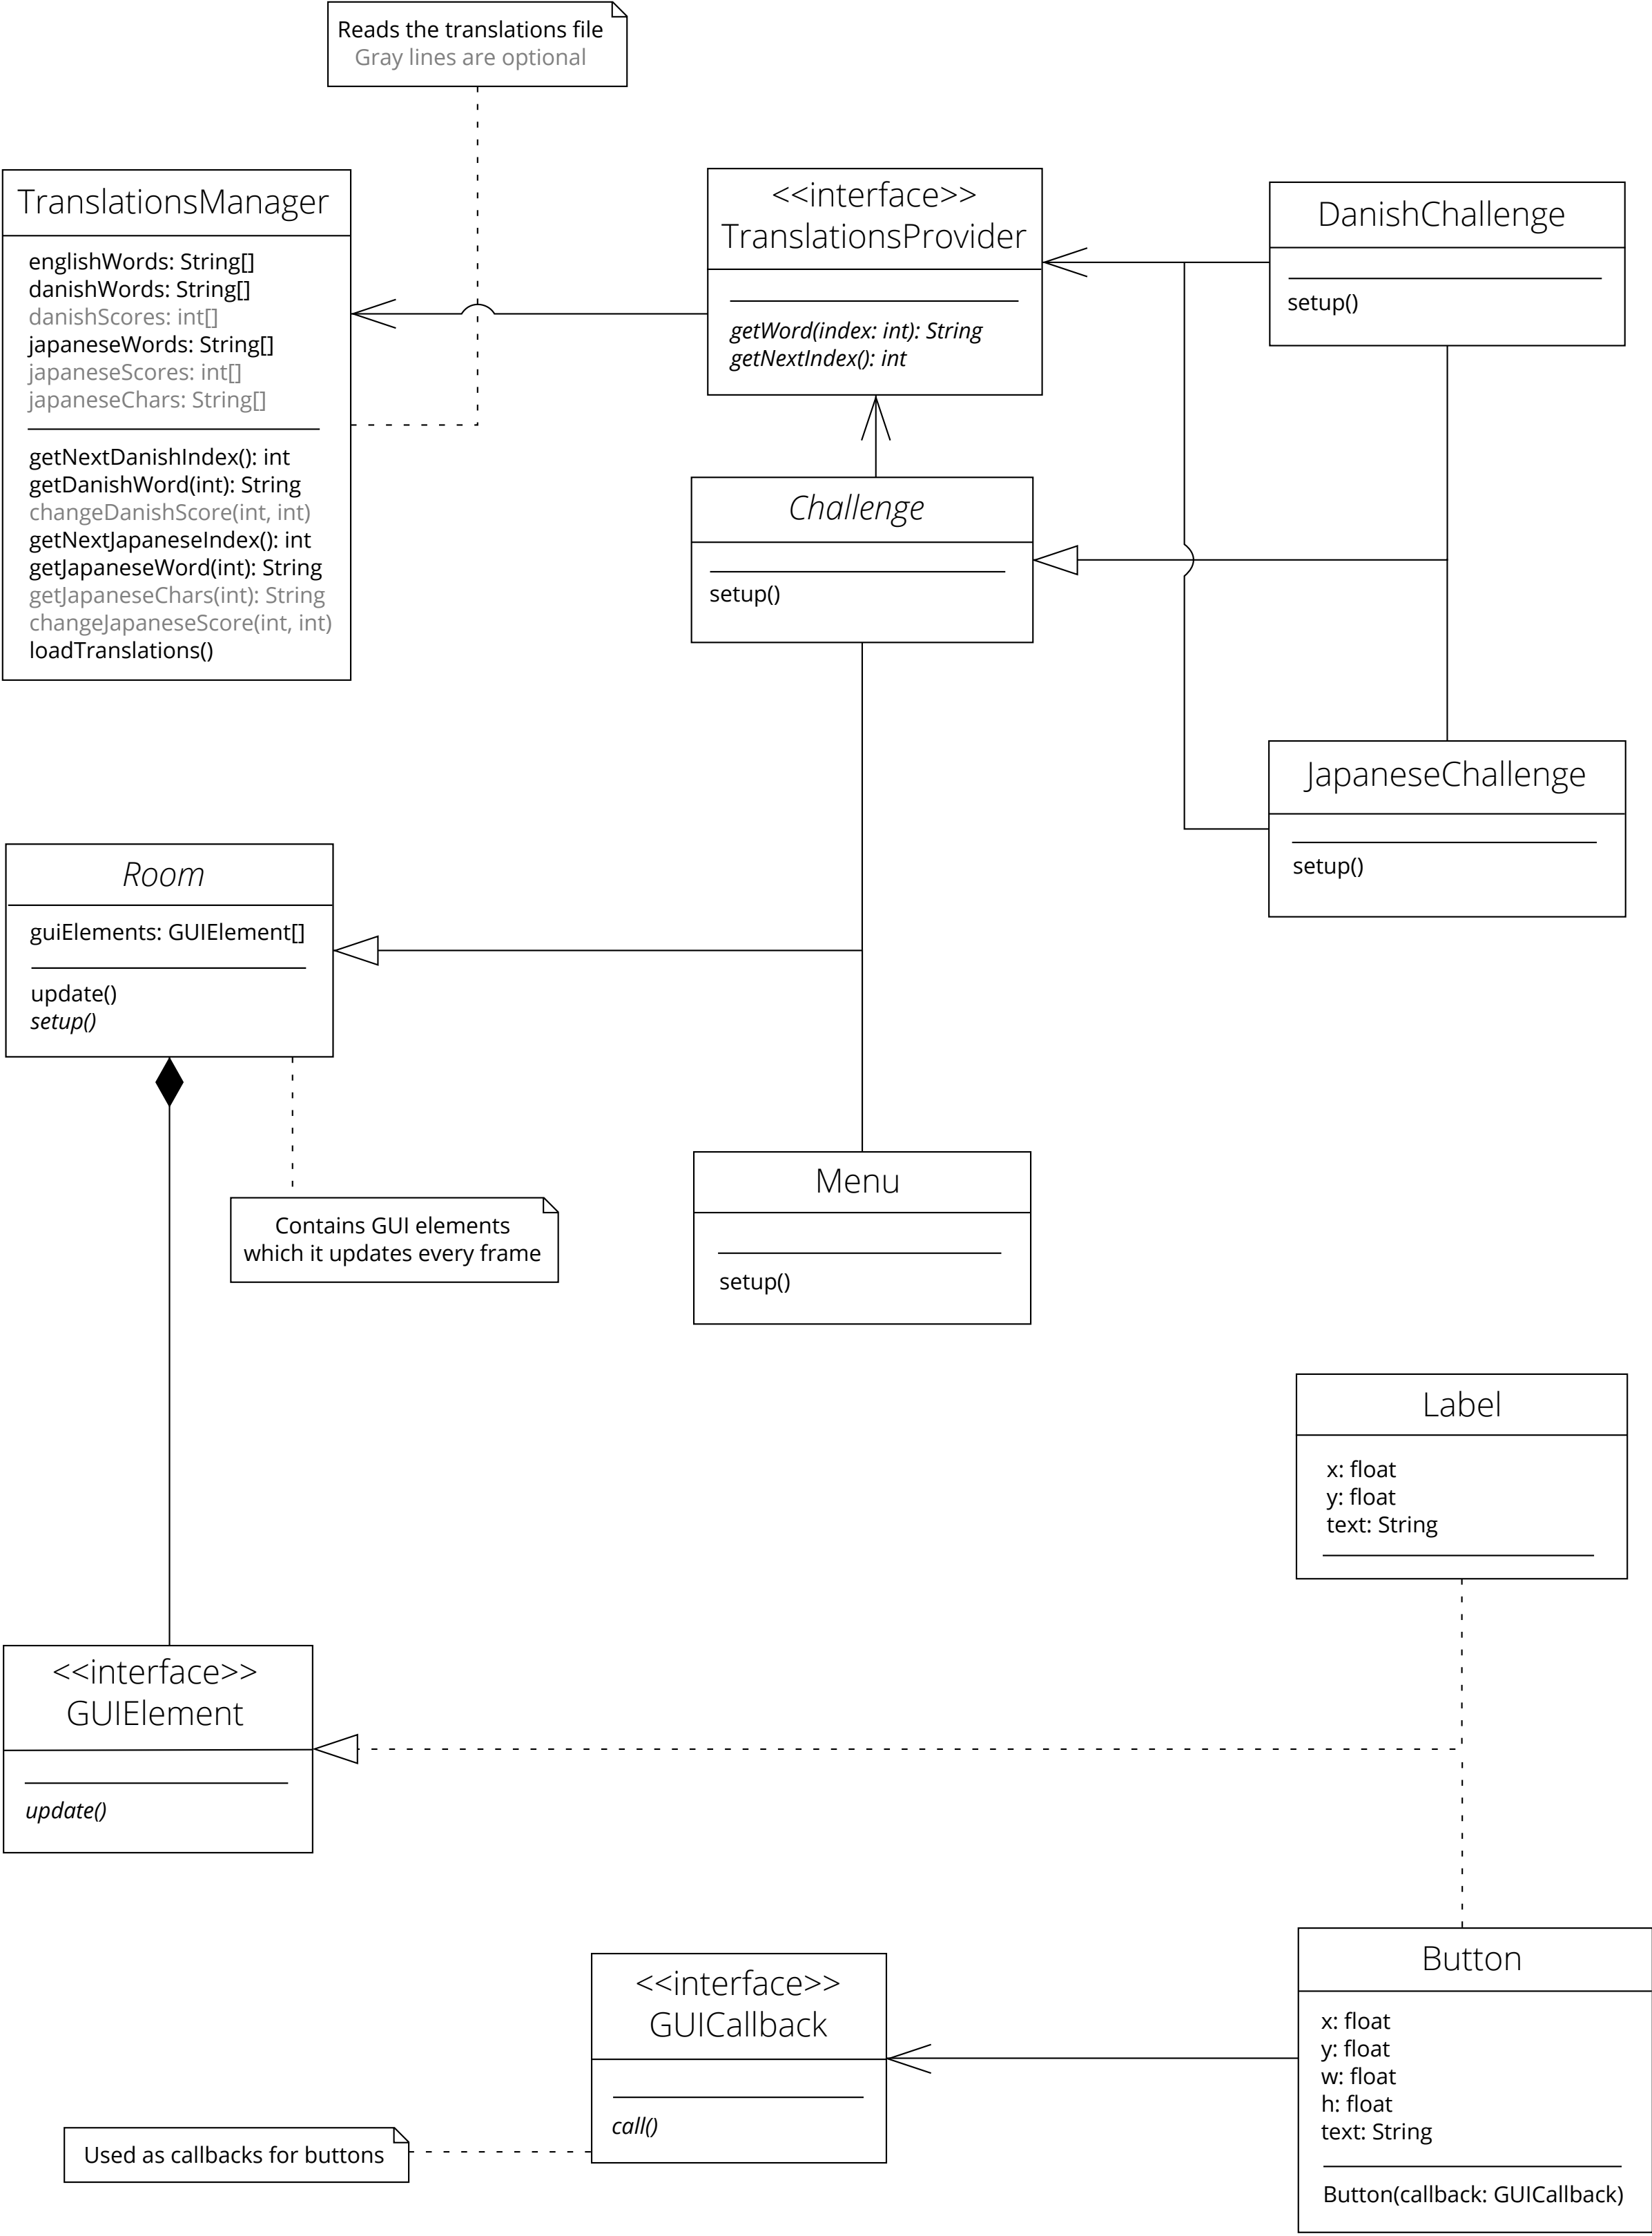 Reads the translations file
Gray lines are optional
TranslationsManager
englishWords: String[]
danishWords: String[]
danishScores: int[]
japaneseWords: String[]
japaneseScores: int[]
japaneseChars: String[]
getNextDanishIndex(): int
getDanishWord(int): String
changeDanishScore(int, int)
getNextJapaneseIndex(): int
getJapaneseWord(int): String
getJapaneseChars(int): String
changeJapaneseScore(int, int)
loadTranslations()
<<interface>>
TranslationsProvider
getWord(index: int): String
getNextIndex(): int
DanishChallenge
setup()
Challenge
setup()
JapaneseChallenge
setup()
Room
guiElements: GUIElement[]
update()
setup()
Contains GUI elements
which it updates every frame
Menu
setup()
Label
x: float
y: float
text: String
<<interface>>
GUIElement
update()
<<interface>>
GUICallback
call()
Used as callbacks for buttons
Button
x: float
y: float
w: float
h: float
text: String
Button(callback: GUICallback)